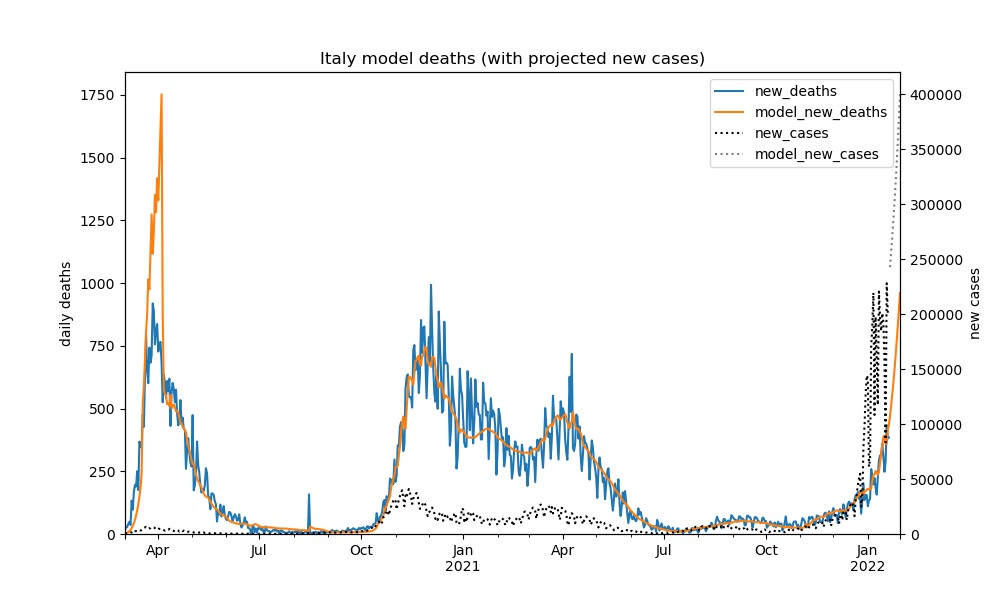 Italy model deaths (with projected new cases)
new_deaths
model_new_deaths
new_cases
model_new_cases
daily deaths
1750
1500
1250
1000
750
500
250
0
new cases
400000
350000
300000
250000
200000
150000
100000
50000
0
Apr
Jul
Oct
Jan
2021
Apr
Jul
Oct
Jan
2022